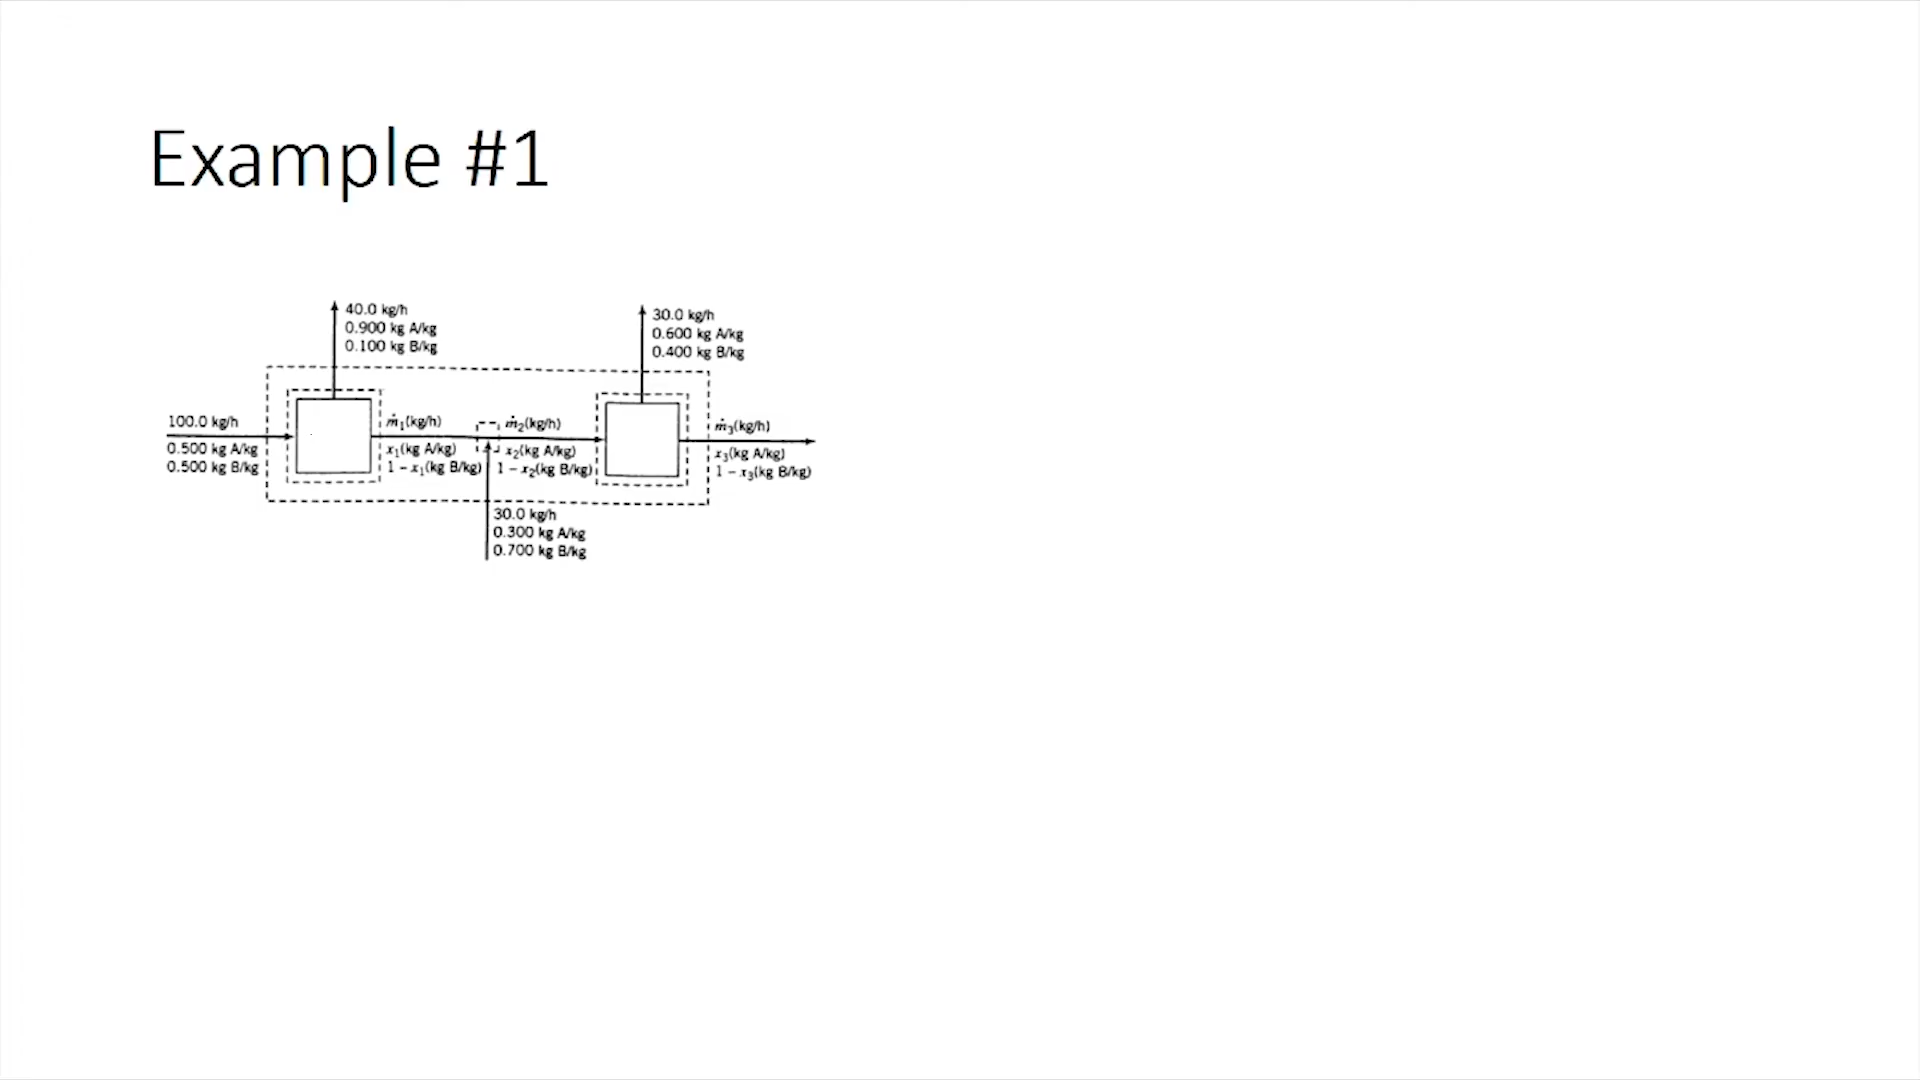 Example #1
40.0 kg/h
0.900 kg A/kg
0.100 kg B/kg
30.0 kg/h
0.600 kg A/kg
0.400 kg B/kg
100.0 kg/h
0.500 kg A/kg
0.500 kg B/kg
ṁ₁(kg/h)
x₁(kg A/kg)
1 – x₁(kg B/kg)
ṁ₂(kg/h)
x₂(kg A/kg)
1 – x₂(kg B/kg)
ṁ₃(kg/h)
x₃(kg A/kg)
1 – x₃(kg B/kg)
30.0 kg/h
0.300 kg A/kg
0.700 kg B/kg